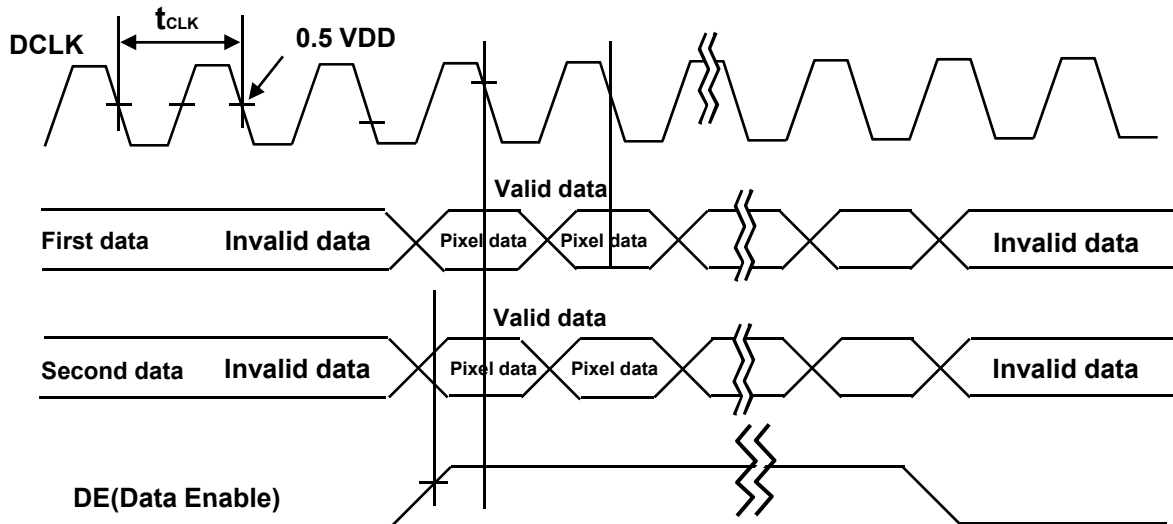 tCLK
DCLK
0.5 VDD
Valid data
First data
Invalid data
Pixel data
Pixel data
Invalid data
Valid data
Second data
Invalid data
Pixel data
Pixel data
Invalid data
DE(Data Enable)